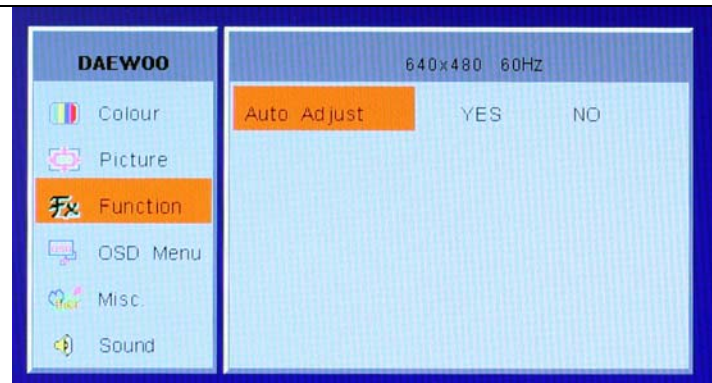 DAEWOO
640x480 60Hz
Colour
Picture
Function
OSD Menu
Misc.
Sound
Auto Adjust YES NO